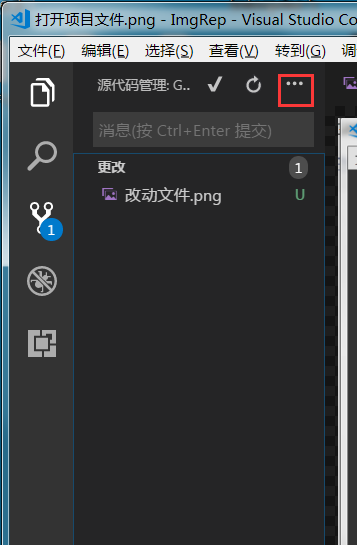 打开项目文件.png - ImgRep - Visual Studio Co
文件(F) 编辑(E) 选择(S) 查看(V) 转到(G) 调
源代码管理: G.. ...
消息(按 Ctrl+Enter 提交)
更改 1
改动文件.png U
1